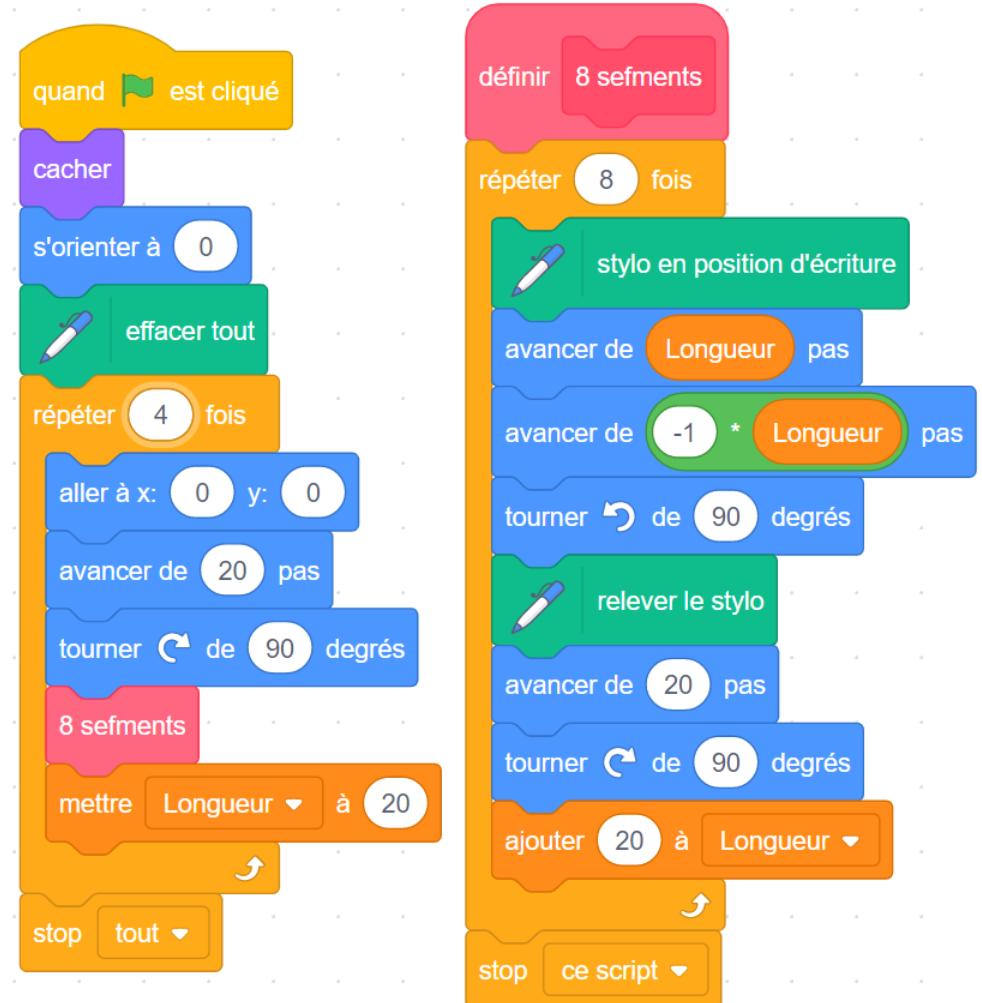 quand est cliqué
cacher
s'orienter à 0
effacer tout
répéter 4 fois
aller à x: 0 y: 0
avancer de 20 pas
tourner de 90 degrés
8 sefments
mettre Longueur à 20
stop tout
définir 8 sefments
répéter 8 fois
stylo en position d'écriture
avancer de Longueur pas
avancer de -1 * Longueur pas
tourner de 90 degrés
relever le stylo
avancer de 20 pas
tourner de 90 degrés
ajouter 20 à Longueur
stop ce script